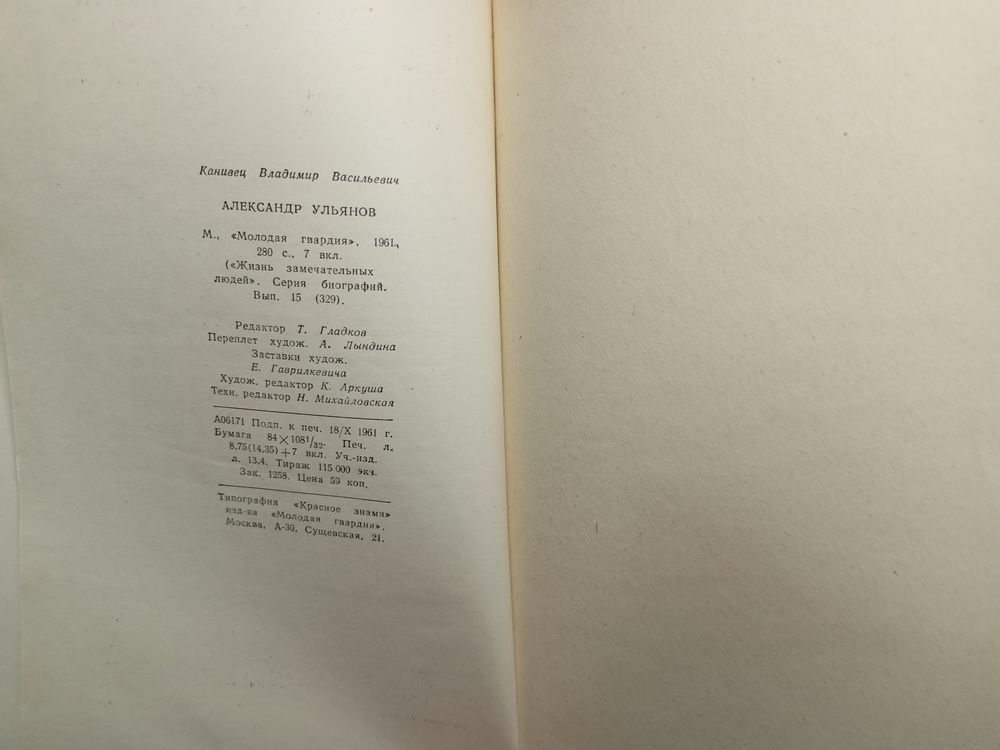 Канивец Владимир Васильевич
АЛЕКСАНДР УЛЬЯНОВ
М., «Молодая гвардия», 1961,
280 с., 7 вкл.
(«Жизнь замечательных
людей». Серия биографий.
Вып. 15 (329).
Редактор Т. Гладков
Переплет худож. А. Лындина
Заставки худож.
Е. Гаврилкевича
Худож. редактор К. Аркуша
Техн. редактор Н. Михайловская
А06171 Подп. к печ. 18/X 1961 г.
Бумага 84×108¹/₃₂. Печ. л.
8,75(14,35)+7 вкл. Уч.-изд.
л. 13,4. Тираж 115 000 экз.
Зак. 1258. Цена 59 коп.
Типография «Красное знамя»
изд-ва «Молодая гвардия».
Москва, А-30, Сущевская, 21.